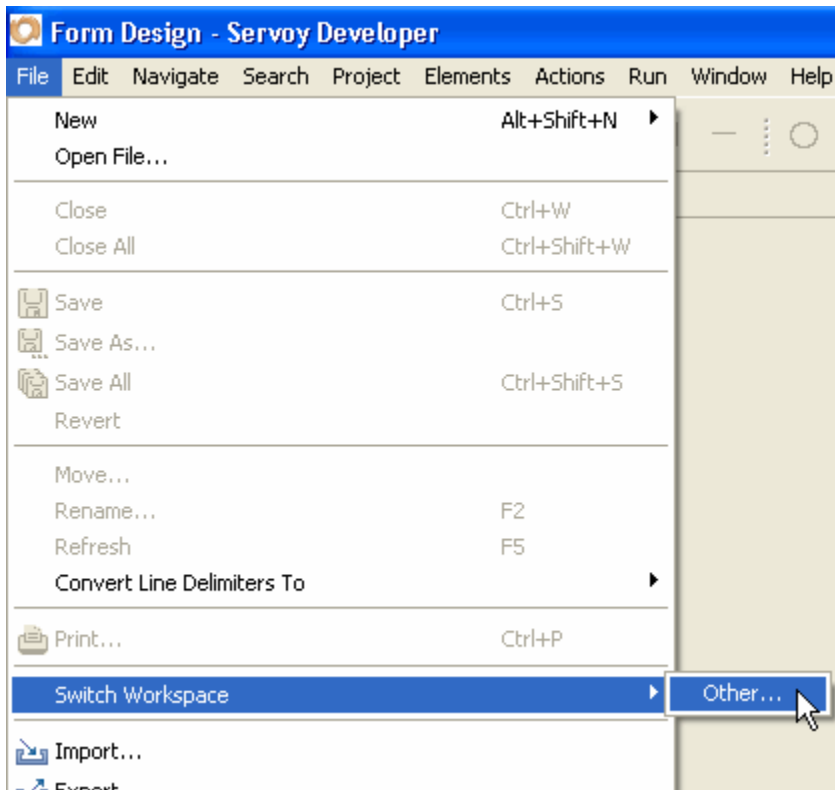 Form Design - Servoy Developer
File Edit Navigate Search Project Elements Actions Run Window Help
New Alt+Shift+N
Open File...
Close Ctrl+W
Close All Ctrl+Shift+W
Save Ctrl+S
Save As...
Save All Ctrl+Shift+S
Revert
Move...
Rename... F2
Refresh F5
Convert Line Delimiters To
Print... Ctrl+P
Switch Workspace Other...
Import...
Export